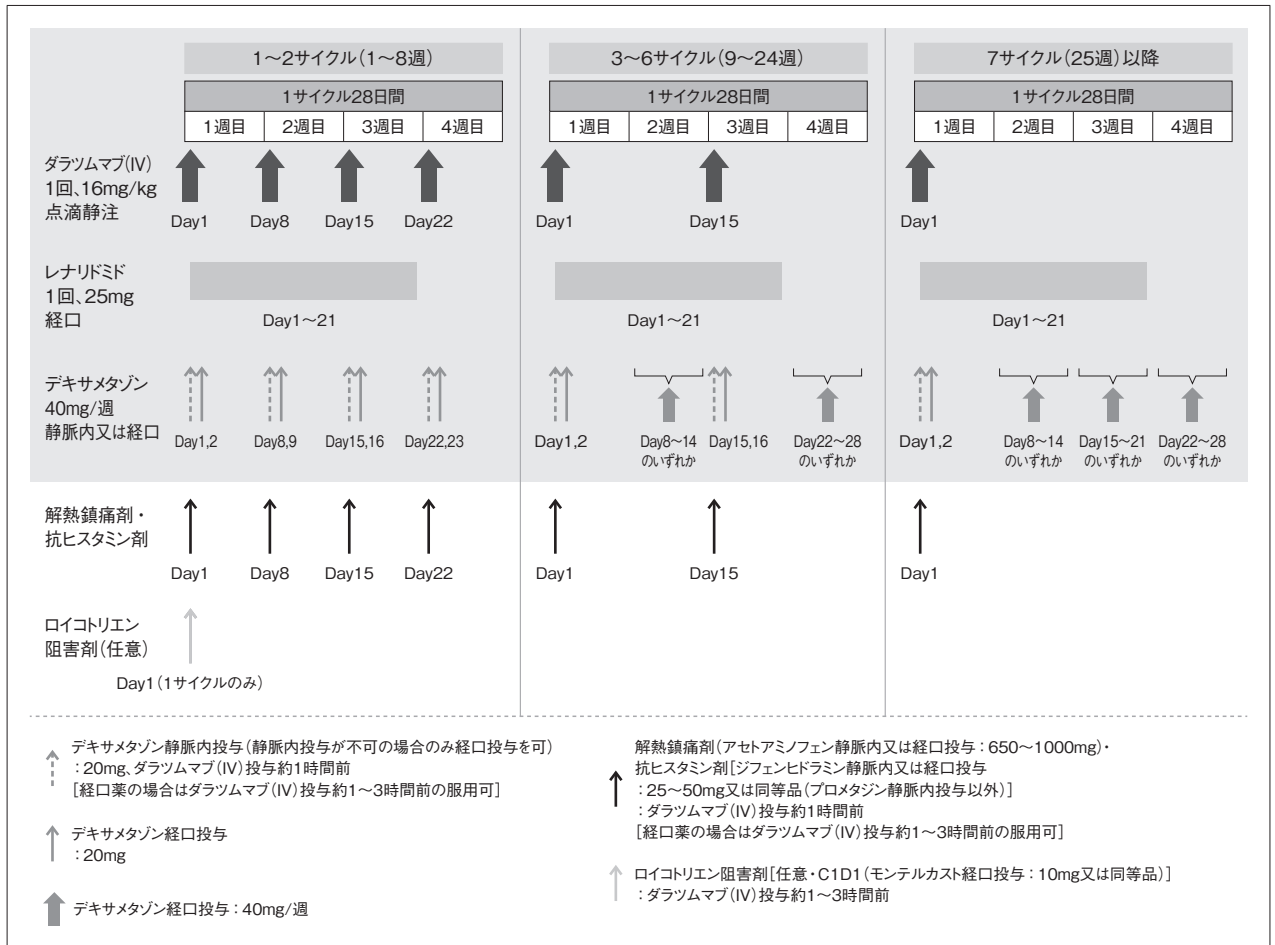 1～2サイクル（1～8週）
3～6サイクル（9～24週）
7サイクル（25週）以降
1サイクル28日間
1サイクル28日間
1サイクル28日間
1週目 2週目 3週目 4週目
1週目 2週目 3週目 4週目
1週目 2週目 3週目 4週目
ダラツムマブ(IV)
1回、16mg/kg
点滴静注
Day1 Day8 Day15 Day22
Day1 Day15
Day1
レナリドミド
1回、25mg
経口
Day1～21
Day1～21
Day1～21
デキサメタゾン
40mg/週
静脈内又は経口
Day1,2 Day8,9 Day15,16 Day22,23
Day1,2
Day8～14
のいずれか
Day15,16
Day22～28
のいずれか
Day1,2
Day8～14
のいずれか
Day15～21
のいずれか
Day22～28
のいずれか
解熱鎮痛剤・
抗ヒスタミン剤
Day1 Day8 Day15 Day22
Day1 Day15
Day1
ロイコトリエン
阻害剤（任意）
Day1（1サイクルのみ）
デキサメタゾン静脈内投与（静脈内投与が不可の場合のみ経口投与を可）
：20mg、ダラツムマブ（IV）投与約1時間前
［経口薬の場合はダラツムマブ（IV）投与約1～3時間前の服用可］
デキサメタゾン経口投与
：20mg
デキサメタゾン経口投与：40mg/週
解熱鎮痛剤（アセトアミノフェン静脈内又は経口投与：650～1000mg）・
抗ヒスタミン剤［ジフェンヒドラミン静脈内又は経口投与
：25～50mg又は同等品（プロメタジン静脈内投与以外）］
：ダラツムマブ（IV）投与約1時間前
［経口薬の場合はダラツムマブ（IV）投与約1～3時間前の服用可］
ロイコトリエン阻害剤［任意・C1D1（モンテルカスト経口投与：10mg又は同等品）］
：ダラツムマブ（IV）投与約1～3時間前